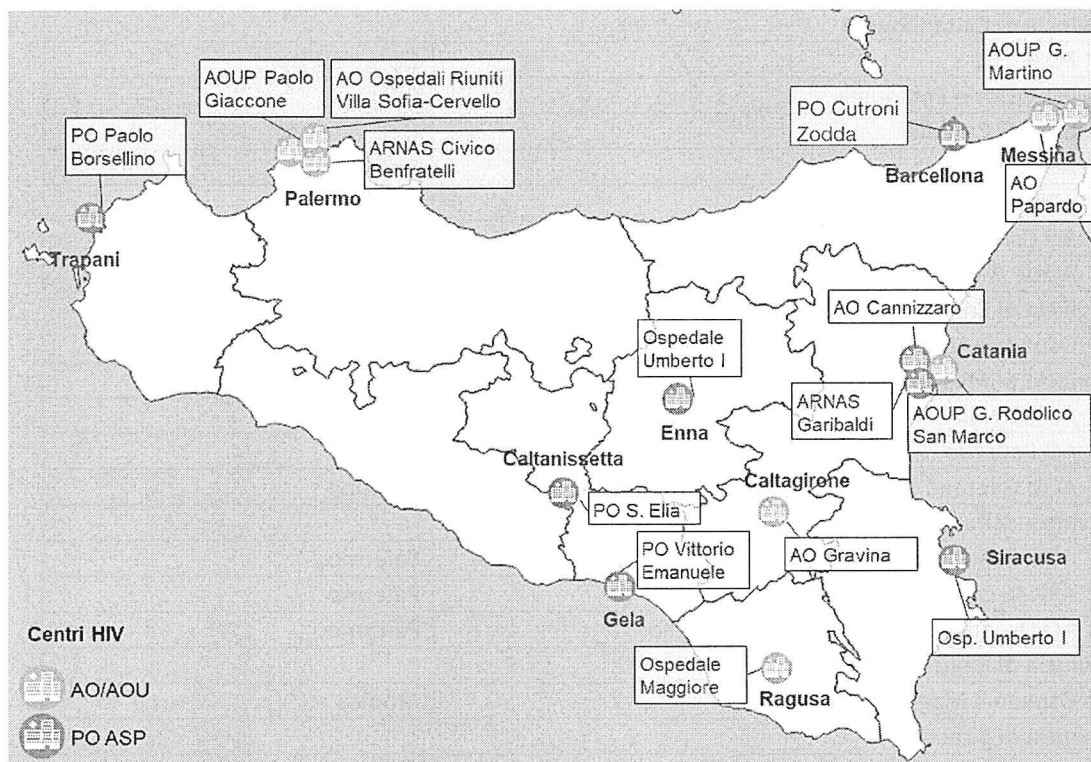 AOUP G.
Martino
AOUP Paolo
Giaccone
AO Ospedali Riuniti
Villa Sofia-Cervello
PO Cutroni
Zodda
PO Paolo
Borsellino
ARNAS Civico
Benfratelli
Messina
Barcellona
Palermo
AO
Papardo
Trapani
AO Cannizzaro
Ospedale
Umberto I
Catania
ARNAS
Garibaldi
AOUP G. Rodolico
San Marco
Enna
Caltanissetta
Caltagirone
PO S. Elia
PO Vittorio
Emanuele
AO Gravina
Siracusa
Gela
Centri HIV
Osp. Umberto I
Ospedale
Maggiore
Ragusa
AO/AOU
PO ASP